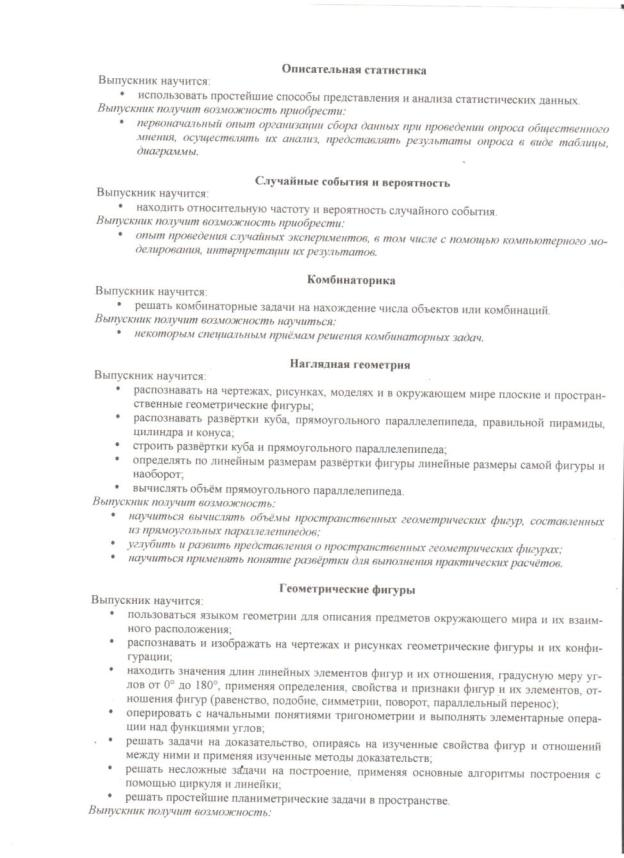 Описательная статистика
Выпускник научится:
• использовать простейшие способы представления и анализа статистических данных.
Выпускник получит возможность приобрести:
• первоначальный опыт организации сбора данных при проведении опроса общественного
мнения, осуществлять их анализ, представлять результаты опроса в виде таблицы,
диаграммы.
Случайные события и вероятность
Выпускник научится:
• находить относительную частоту и вероятность случайного события.
Выпускник получит возможность приобрести:
• опыт проведения случайных экспериментов, в том числе с помощью компьютерного мо-
делирования, интерпретации их результатов.
Комбинаторика
Выпускник научится:
• решать комбинаторные задачи на нахождение числа объектов или комбинаций.
Выпускник получит возможность научиться:
• некоторым специальным приёмам решения комбинаторных задач.
Наглядная геометрия
Выпускник научится:
• распознавать на чертежах, рисунках, моделях и в окружающем мире плоские и простран-
ственные геометрические фигуры;
• распознавать развёртки куба, прямоугольного параллелепипеда, правильной пирамиды,
цилиндра и конуса;
• строить развёртки куба и прямоугольного параллелепипеда;
• определять по линейным размерам развёртки фигуры линейные размеры самой фигуры и
наоборот;
• вычислять объём прямоугольного параллелепипеда.
Выпускник получит возможность:
• научиться вычислять объёмы пространственных геометрических фигур, составленных
из прямоугольных параллелепипедов;
• углубить и развить представления о пространственных геометрических фигурах;
• научиться применять понятие развёртки для выполнения практических расчётов.
Геометрические фигуры
Выпускник научится:
• пользоваться языком геометрии для описания предметов окружающего мира и их взаим-
ного расположения;
• распознавать и изображать на чертежах и рисунках геометрические фигуры и их конфи-
гурации;
• находить значения длин линейных элементов фигур и их отношения, градусную меру уг-
лов от 0° до 180°, применяя определения, свойства и признаки фигур и их элементов, от-
ношения фигур (равенство, подобие, симметрии, поворот, параллельный перенос);
• оперировать с начальными понятиями тригонометрии и выполнять элементарные опера-
ции над функциями углов;
• решать задачи на доказательство, опираясь на изученные свойства фигур и отношений
между ними и применяя изученные методы доказательств;
• решать несложные задачи на построение, применяя основные алгоритмы построения с
помощью циркуля и линейки;
• решать простейшие планиметрические задачи в пространстве.
Выпускник получит возможность: